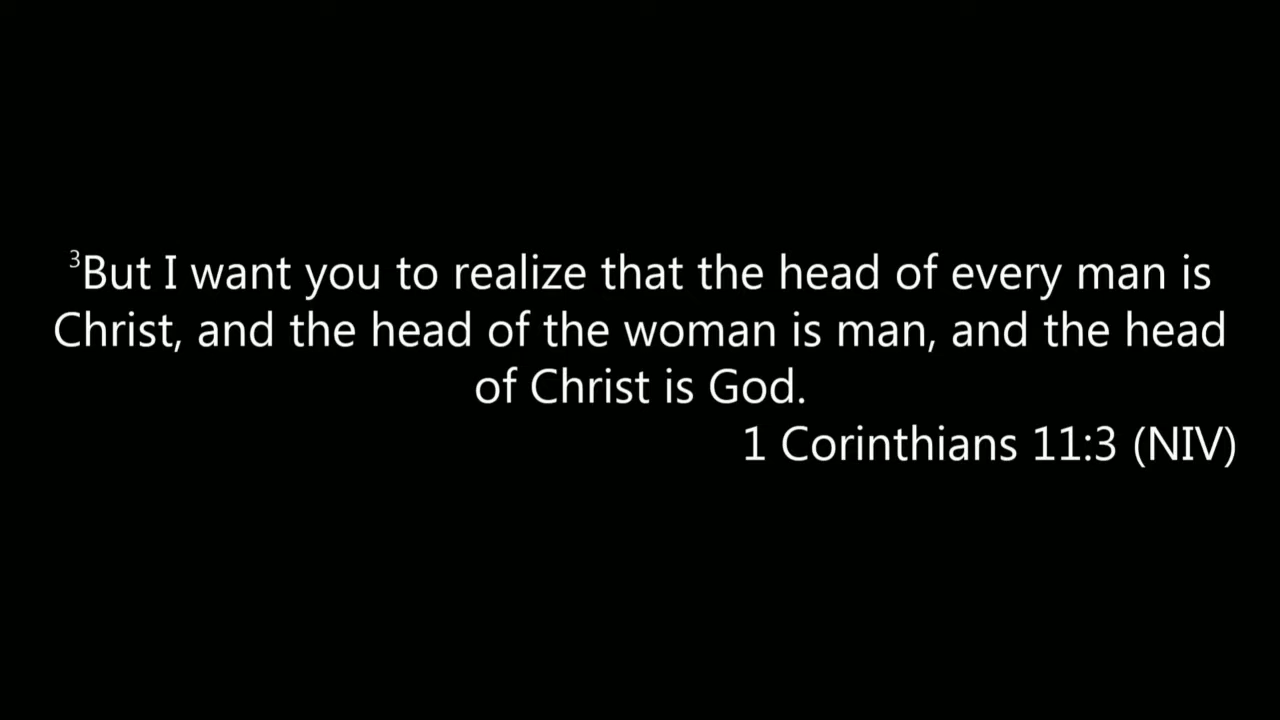 ³But I want you to realize that the head of every man is
Christ, and the head of the woman is man, and the head
of Christ is God.
1 Corinthians 11:3 (NIV)